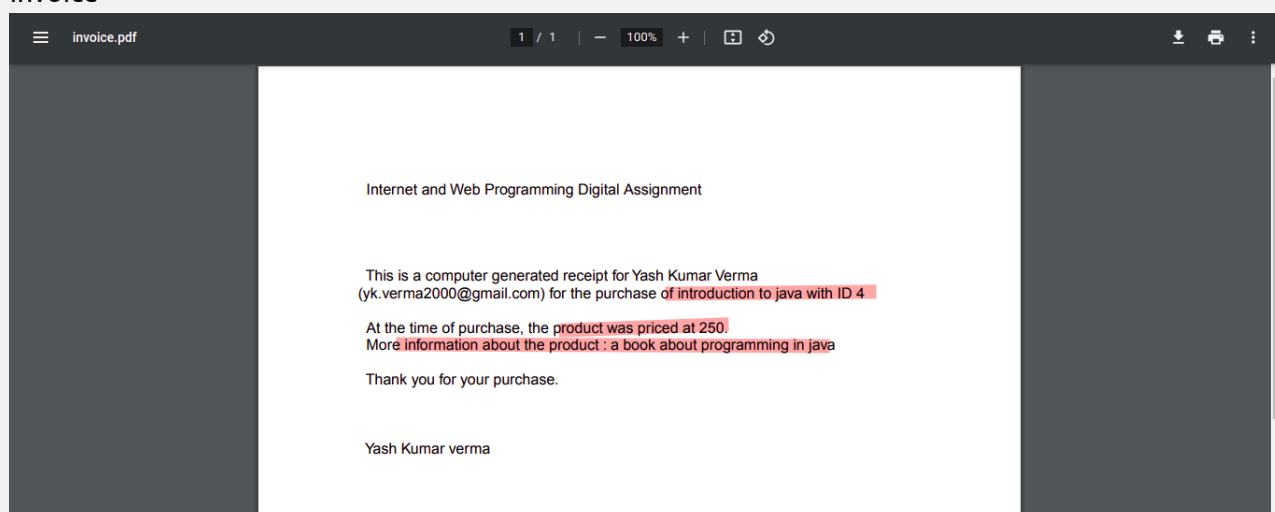 invoice.pdf 1 / 1 100%
Internet and Web Programming Digital Assignment
This is a computer generated receipt for Yash Kumar Verma
(yk.verma2000@gmail.com) for the purchase of introduction to java with ID 4
At the time of purchase, the product was priced at 250.
More information about the product : a book about programming in java
Thank you for your purchase.
Yash Kumar verma